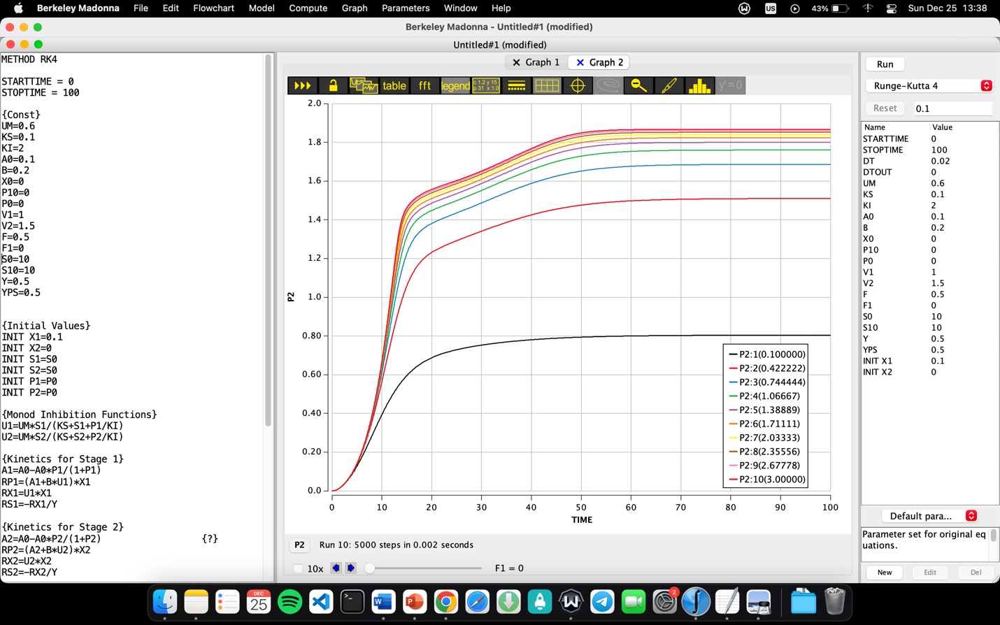 Berkeley Madonna File Edit Flowchart Model Compute Graph Parameters Window Help US 43% Sun Dec 25 13:38
Berkeley Madonna - Untitled#1 (modified)
Untitled#1 (modified)
METHOD RK4
STARTTIME = 0
STOPTIME = 100
{Const}
UM=0.6
KS=0.1
KI=2
A0=0.1
B=0.2
X0=0
P10=0
P0=0
V1=1
V2=1.5
F=0.5
F1=0
S0=10
S10=10
Y=0.5
YPS=0.5
{Initial Values}
INIT X1=0.1
INIT X2=0
INIT S1=S0
INIT S2=S0
INIT P1=P0
INIT P2=P0
{Monod Inhibition Functions}
U1=UM*S1/(KS+S1+P1/KI)
U2=UM*S2/(KS+S2+P2/KI)
{Kinetics for Stage 1}
A1=A0-A0*P1/(1+P1)
RP1=(A1+B*U1)*X1
RX1=U1*X1
RS1=-RX1/Y
{Kinetics for Stage 2}
A2=A0-A0*P2/(1+P2) {?}
RP2=(A2+B*U2)*X2
RX2=U2*X2
RS2=-RX2/Y
Graph 1 Graph 2
table fft legend c 1.2 y 15 p 31 x 1.0 y'=0
2.0
1.8
1.6
1.4
1.2
1.0
0.80
0.60
0.40
0.20
0.0
P2
0 10 20 30 40 50 60 70 80 90 100
TIME
P2:1(0.100000)
P2:2(0.422222)
P2:3(0.744444)
P2:4(1.06667)
P2:5(1.38889)
P2:6(1.71111)
P2:7(2.03333)
P2:8(2.35556)
P2:9(2.67778)
P2:10(3.00000)
P2 Run 10: 5000 steps in 0.002 seconds
10x F1 = 0
Run
Runge-Kutta 4
Reset 0.1
Name Value
STARTTIME 0
STOPTIME 100
DT 0.02
DTOUT 0
UM 0.6
KS 0.1
KI 2
A0 0.1
B 0.2
X0 0
P10 0
P0 0
V1 1
V2 1.5
F 0.5
F1 0
S0 10
S10 10
Y 0.5
YPS 0.5
INIT X1 0.1
INIT X2 0
Default para...
Parameter set for original eq
uations.
New Edit Del
DEC
25
2